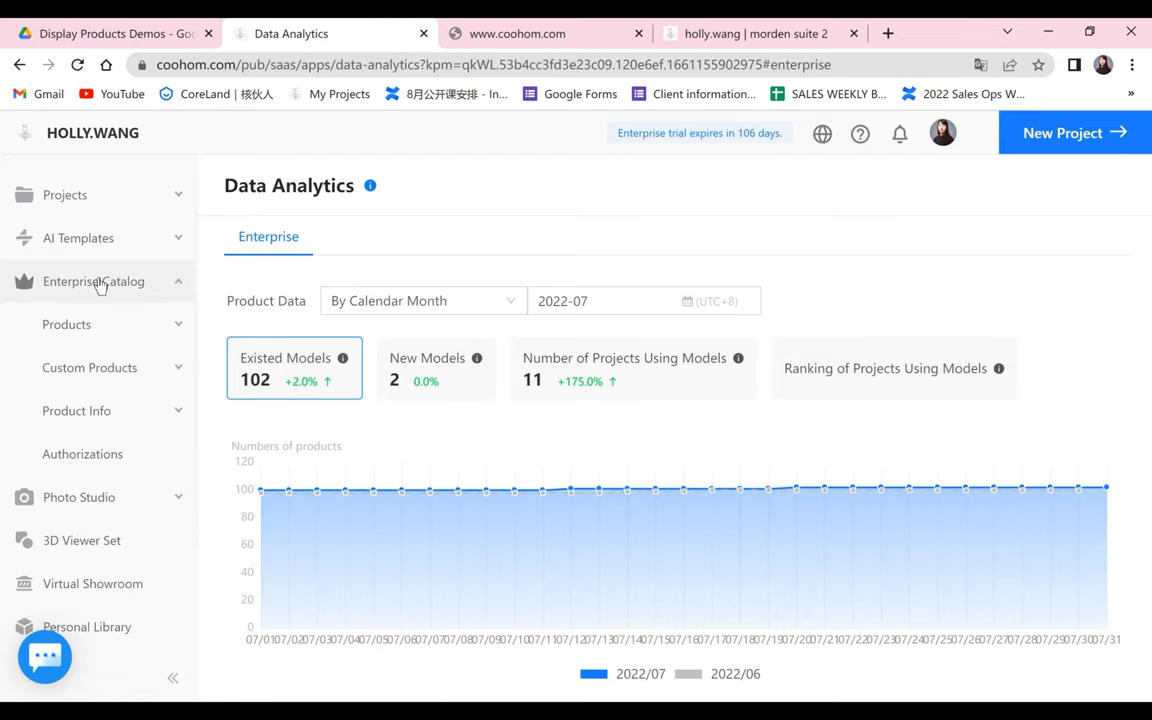 Display Products Demos - Goo
Data Analytics
www.coohom.com
holly.wang | morden suite 2
coohom.com/pub/saas/apps/data-analytics?kpm=qkWL.53b4cc3fd3e23c09.120e6ef.1661155902975#enterprise
Gmail YouTube CoreLand | 核伙人 My Projects 8月公开课安排 - In... Google Forms Client information... SALES WEEKLY B... 2022 Sales Ops W... »
HOLLY.WANG
Enterprise trial expires in 106 days.
New Project
Projects
AI Templates
Enterprise Catalog
Products
Custom Products
Product Info
Authorizations
Photo Studio
3D Viewer Set
Virtual Showroom
Personal Library
Data Analytics
Enterprise
Product Data By Calendar Month 2022-07 (UTC+8)
Existed Models
102 +2.0% ↑
New Models
2 0.0%
Number of Projects Using Models
11 +175.0% ↑
Ranking of Projects Using Models
Numbers of products
120
100
80
60
40
20
0
07/01 07/02 07/03 07/04 07/05 07/06 07/07 07/08 07/09 07/10 07/11 07/12 07/13 07/14 07/15 07/16 07/17 07/18 07/19 07/20 07/21 07/22 07/23 07/24 07/25 07/26 07/27 07/28 07/29 07/30 07/31
2022/07 2022/06